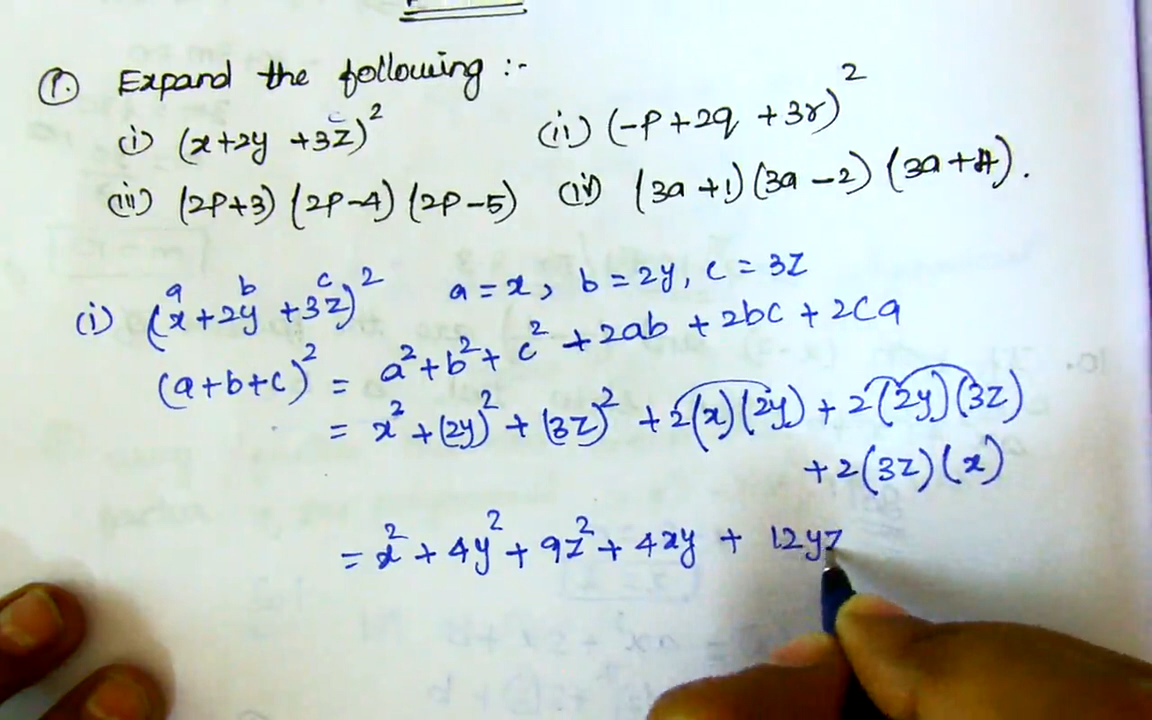 1. Expand the following :-
(i) (x+2y+3z)² (ii) (-p+2q+3r)²
c
(iii) (2p+3)(2p-4)(2p-5) (iv) (3a+1)(3a-2)(3a+4).
a b c
(i) (x+2y+3z)² a=x, b=2y, c=3z
(a+b+c)² = a²+b²+c²+2ab+2bc+2ca
= x²+(2y)²+(3z)²+2(x)(2y)+2(2y)(3z)
+2(3z)(x)
= x²+4y²+9z²+4xy+12yz